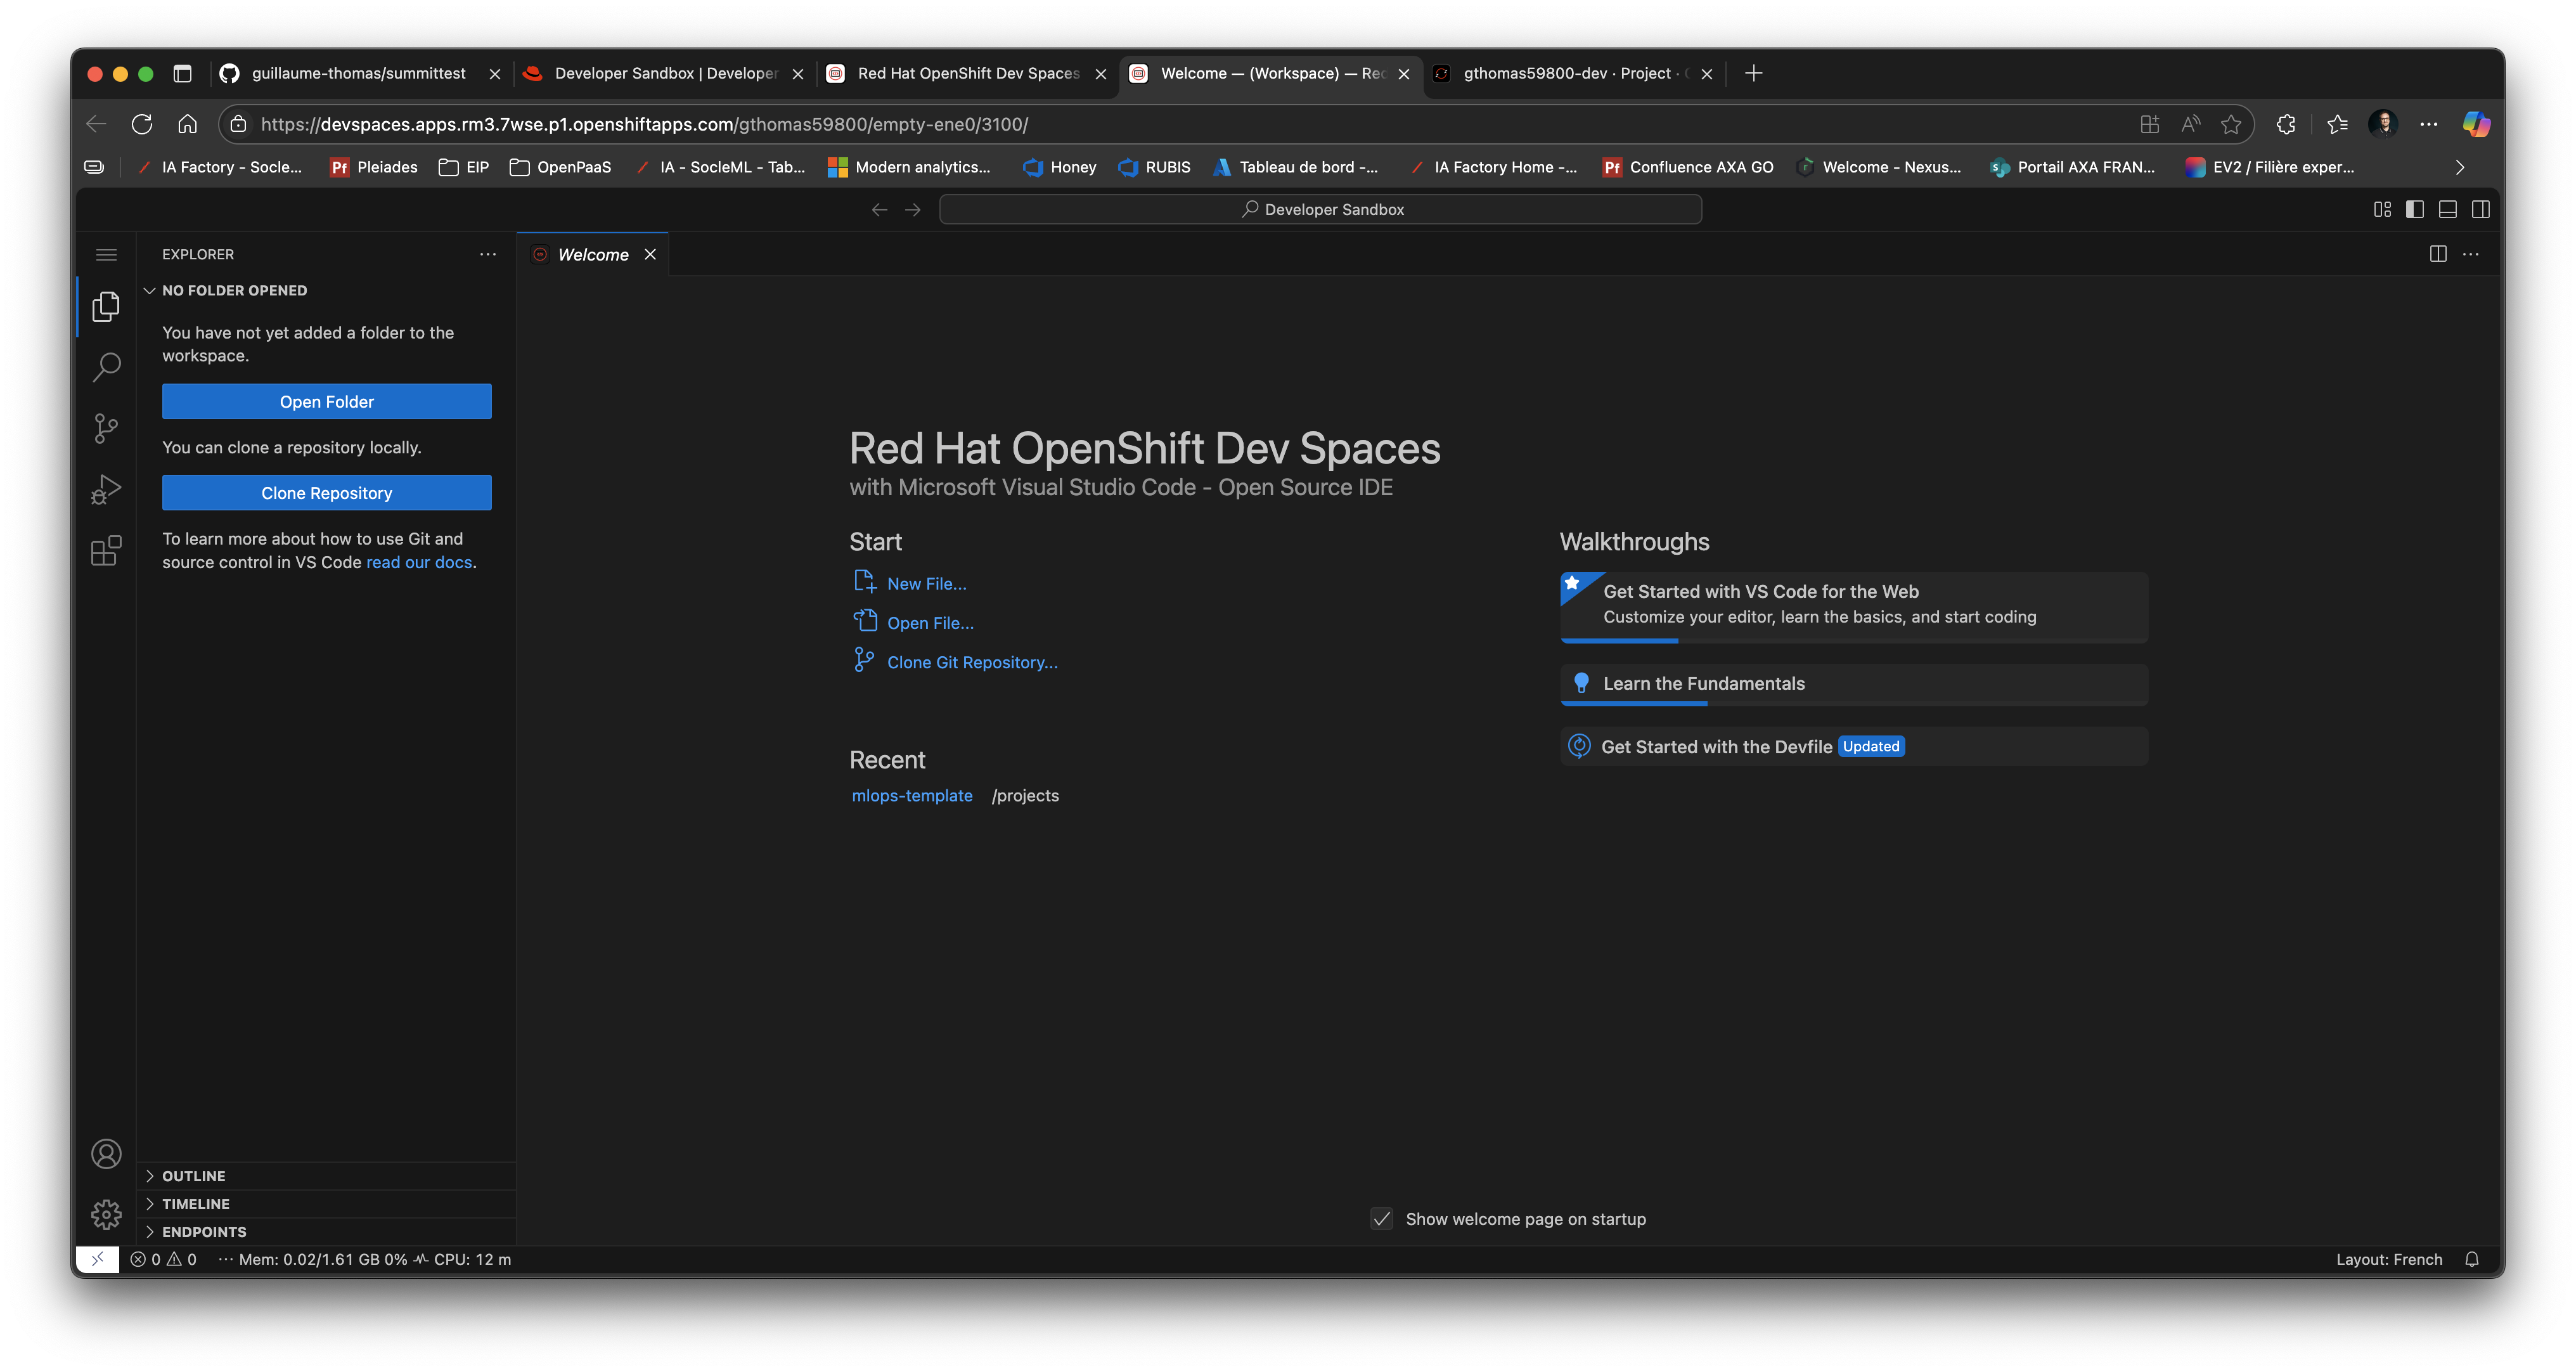 guillaume-thomas/summittest
Developer Sandbox | Developer
Red Hat OpenShift Dev Spaces
Welcome — (Workspace) — Red
gthomas59800-dev · Project ·
https://devspaces.apps.rm3.7wse.p1.openshiftapps.com/gthomas59800/empty-ene0/3100/
IA Factory - Socle...
Pf Pleiades
EIP
OpenPaaS
IA - SocleML - Tab...
Modern analytics...
Honey
RUBIS
Tableau de bord -...
IA Factory Home -...
Pf Confluence AXA GO
Welcome - Nexus...
Portail AXA FRAN...
EV2 / Filière exper...
Developer Sandbox
EXPLORER
Welcome
NO FOLDER OPENED
You have not yet added a folder to the
workspace.
Open Folder
You can clone a repository locally.
Clone Repository
To learn more about how to use Git and
source control in VS Code read our docs.
Red Hat OpenShift Dev Spaces
with Microsoft Visual Studio Code - Open Source IDE
Start
New File...
Open File...
Clone Git Repository...
Recent
mlops-template /projects
Walkthroughs
Get Started with VS Code for the Web
Customize your editor, learn the basics, and start coding
Learn the Fundamentals
Get Started with the Devfile Updated
OUTLINE
TIMELINE
ENDPOINTS
Show welcome page on startup
0 0 ··· Mem: 0.02/1.61 GB 0% CPU: 12 m
Layout: French